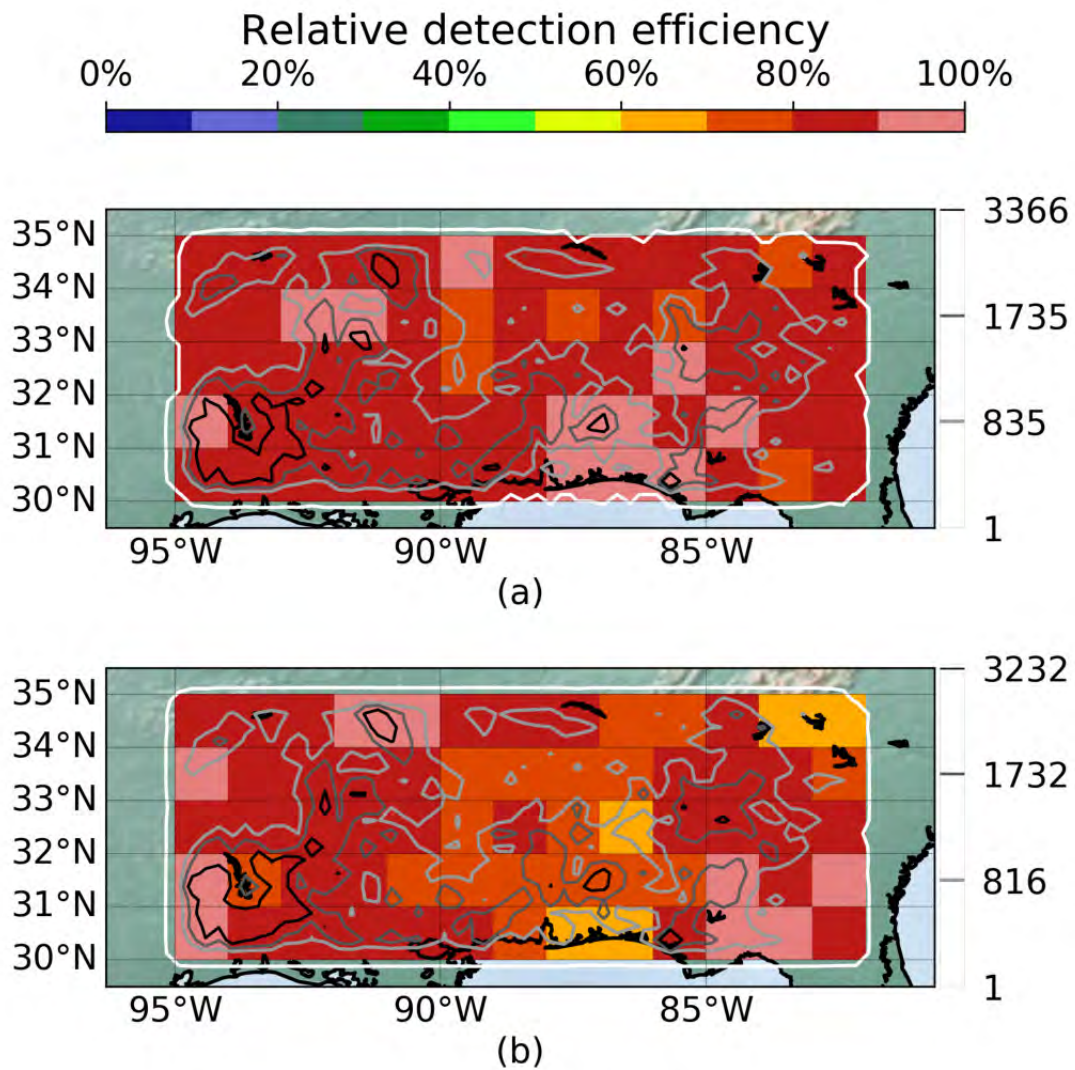 Relative detection efficiency
0% 20% 40% 60% 80% 100%
35°N
34°N
33°N
32°N
31°N
30°N
95°W 90°W 85°W
3366
1735
835
1
(a)
35°N
34°N
33°N
32°N
31°N
30°N
95°W 90°W 85°W
3232
1732
816
1
(b)